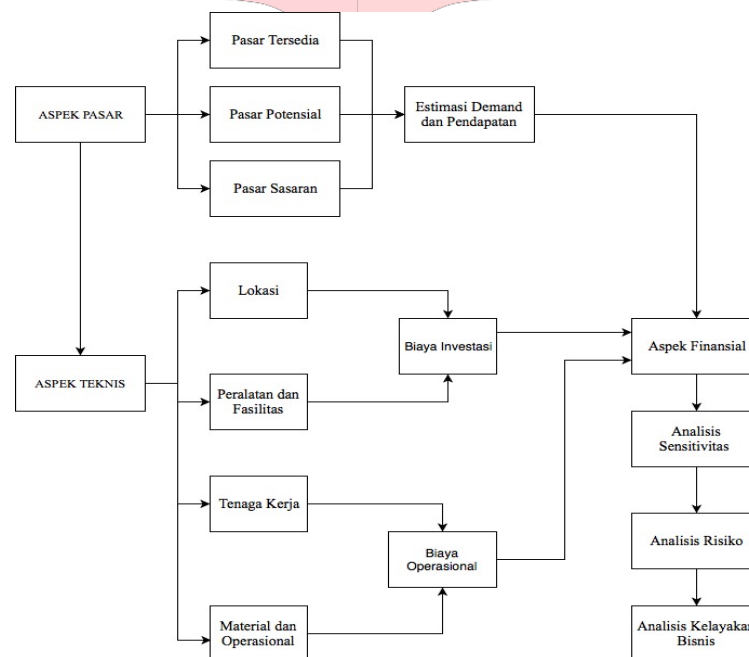 Pasar Tersedia
ASPEK PASAR
Pasar Potensial
Estimasi Demand
dan Pendapatan
Pasar Sasaran
Lokasi
Biaya Investasi
Aspek Finansial
ASPEK TEKNIS
Peralatan dan
Fasilitas
Analisis
Sensitivitas
Tenaga Kerja
Biaya
Operasional
Analisis Risiko
Material dan
Operasional
Analisis Kelayakan
Bisnis